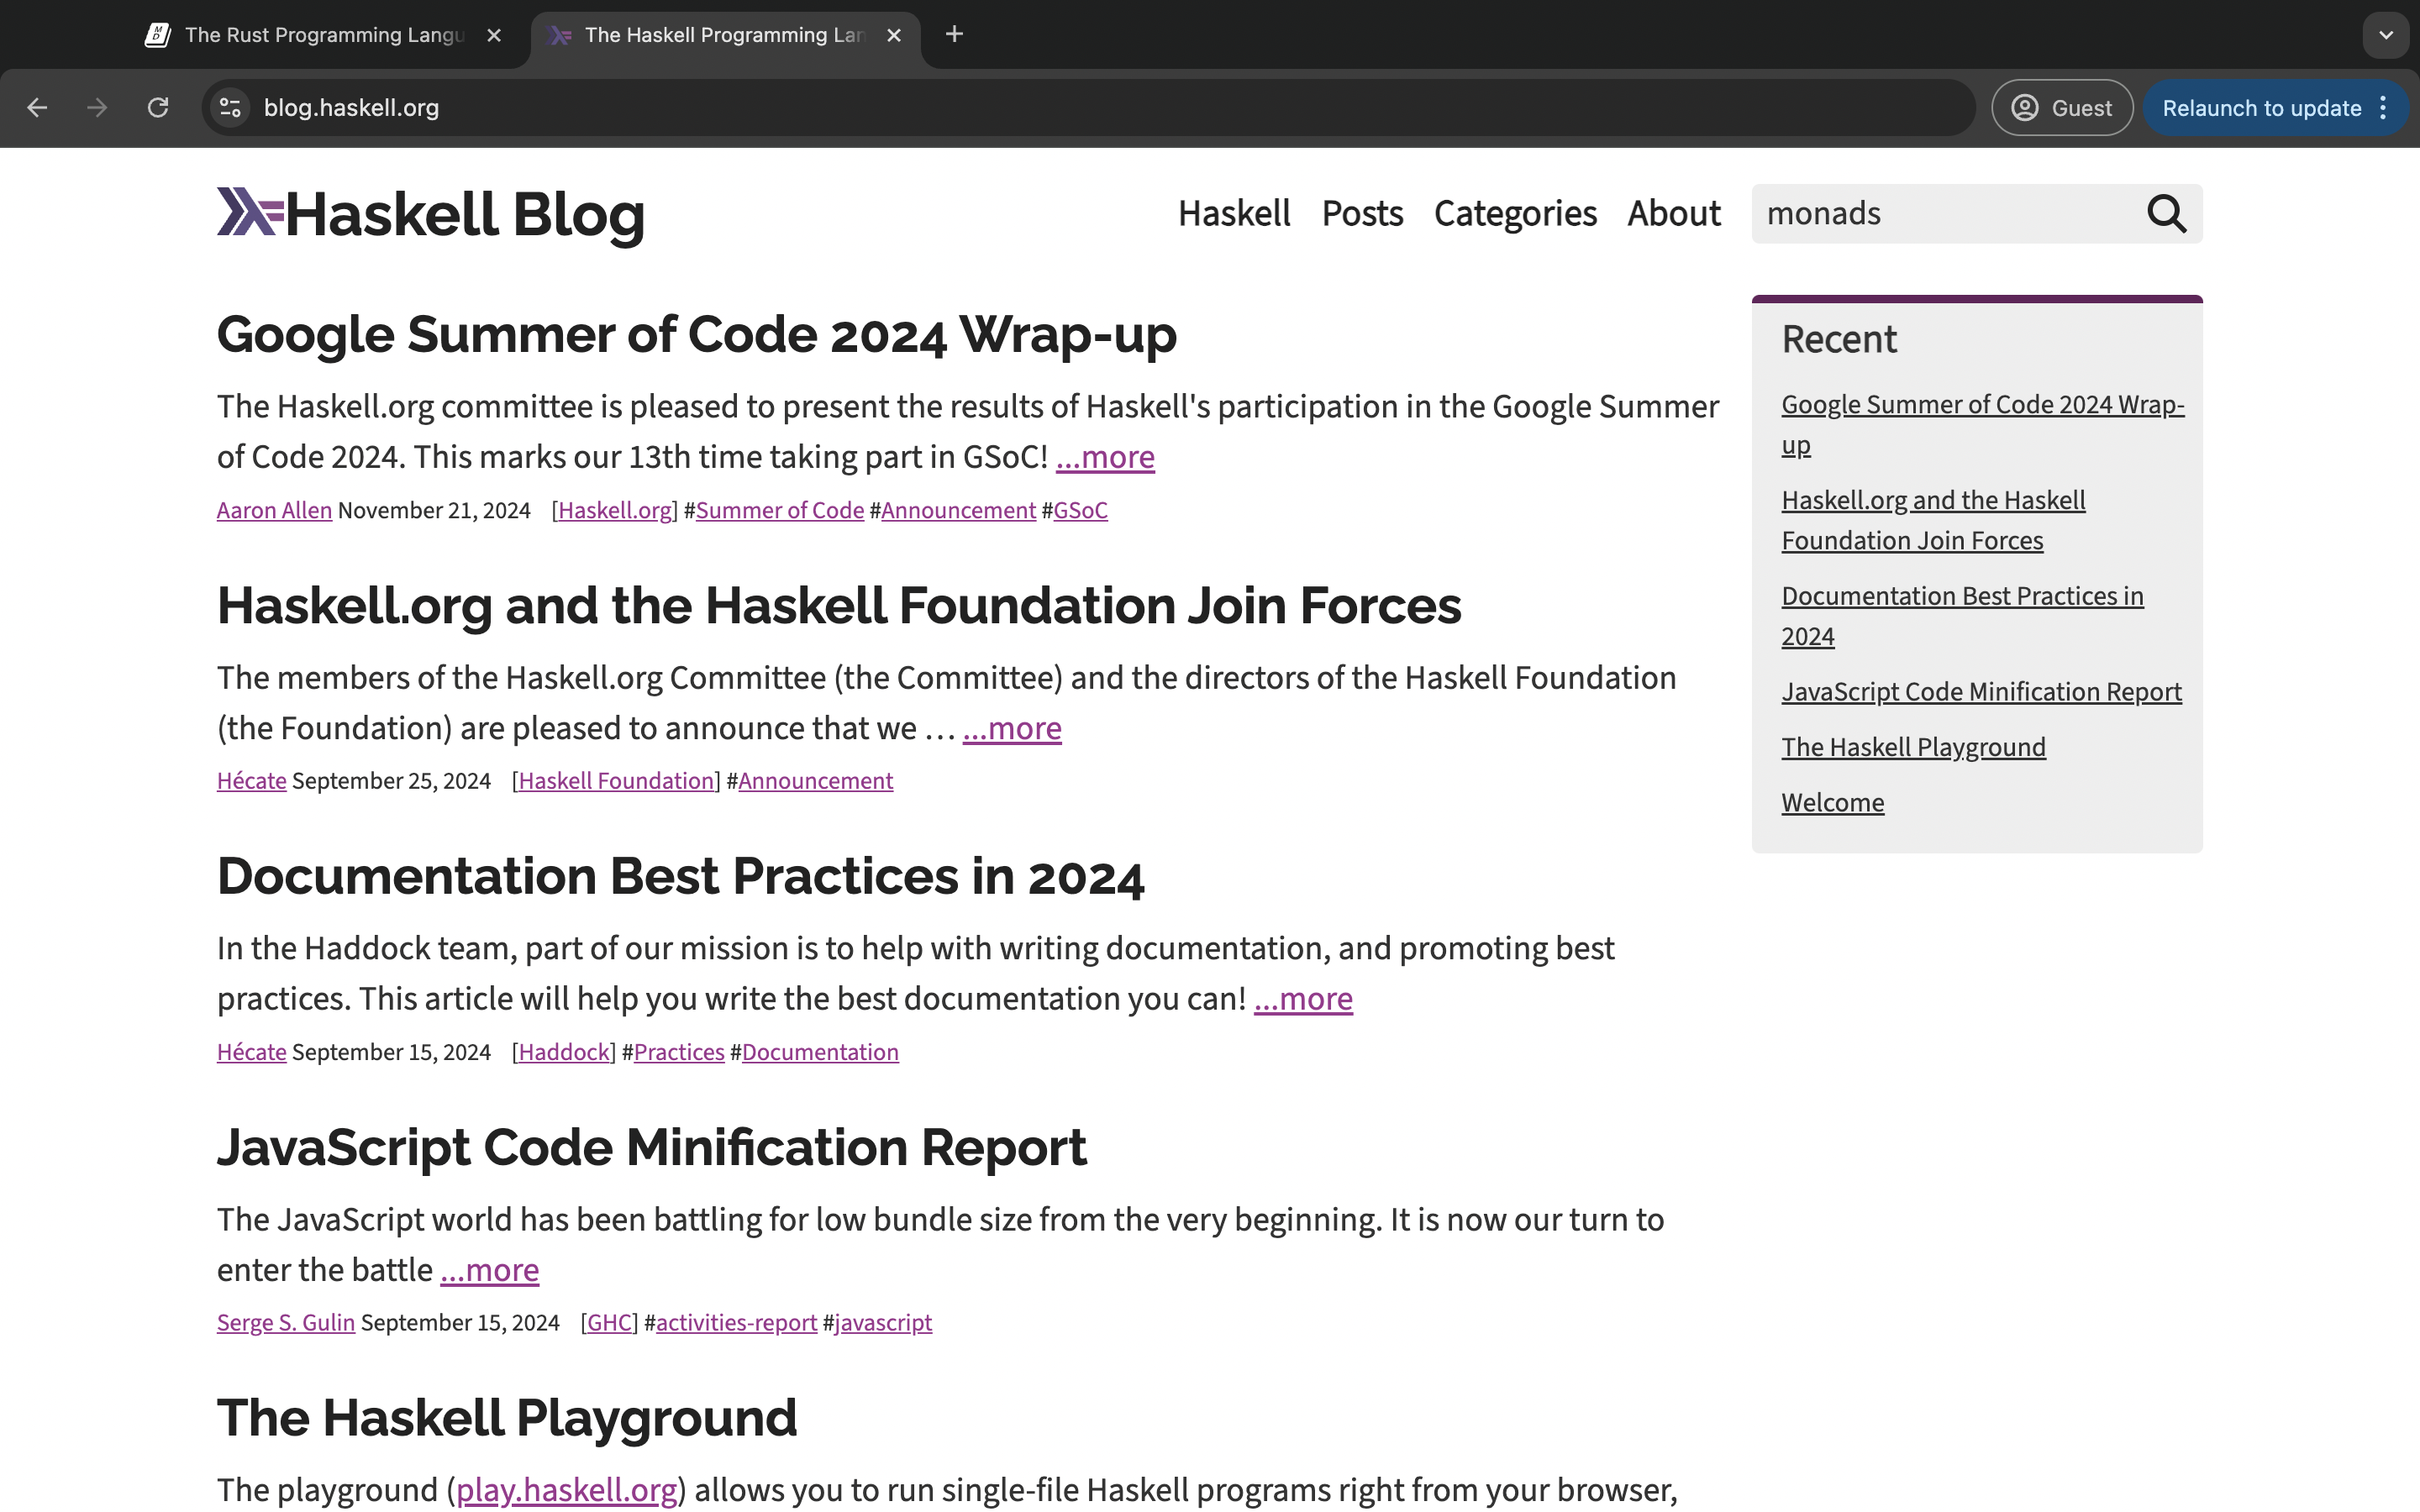 The Rust Programming Langu
The Haskell Programming Lan
blog.haskell.org
Guest
Relaunch to update
Haskell Blog
Haskell Posts Categories About
monads
Google Summer of Code 2024 Wrap-up
The Haskell.org committee is pleased to present the results of Haskell's participation in the Google Summer
of Code 2024. This marks our 13th time taking part in GSoC! ...more
Aaron Allen November 21, 2024 [Haskell.org] #Summer of Code #Announcement #GSoC
Haskell.org and the Haskell Foundation Join Forces
The members of the Haskell.org Committee (the Committee) and the directors of the Haskell Foundation
(the Foundation) are pleased to announce that we … ...more
Hécate September 25, 2024 [Haskell Foundation] #Announcement
Documentation Best Practices in 2024
In the Haddock team, part of our mission is to help with writing documentation, and promoting best
practices. This article will help you write the best documentation you can! ...more
Hécate September 15, 2024 [Haddock] #Practices #Documentation
JavaScript Code Minification Report
The JavaScript world has been battling for low bundle size from the very beginning. It is now our turn to
enter the battle ...more
Serge S. Gulin September 15, 2024 [GHC] #activities-report #javascript
The Haskell Playground
The playground (play.haskell.org) allows you to run single-file Haskell programs right from your browser,
Recent
Google Summer of Code 2024 Wrap-
up
Haskell.org and the Haskell
Foundation Join Forces
Documentation Best Practices in
2024
JavaScript Code Minification Report
The Haskell Playground
Welcome